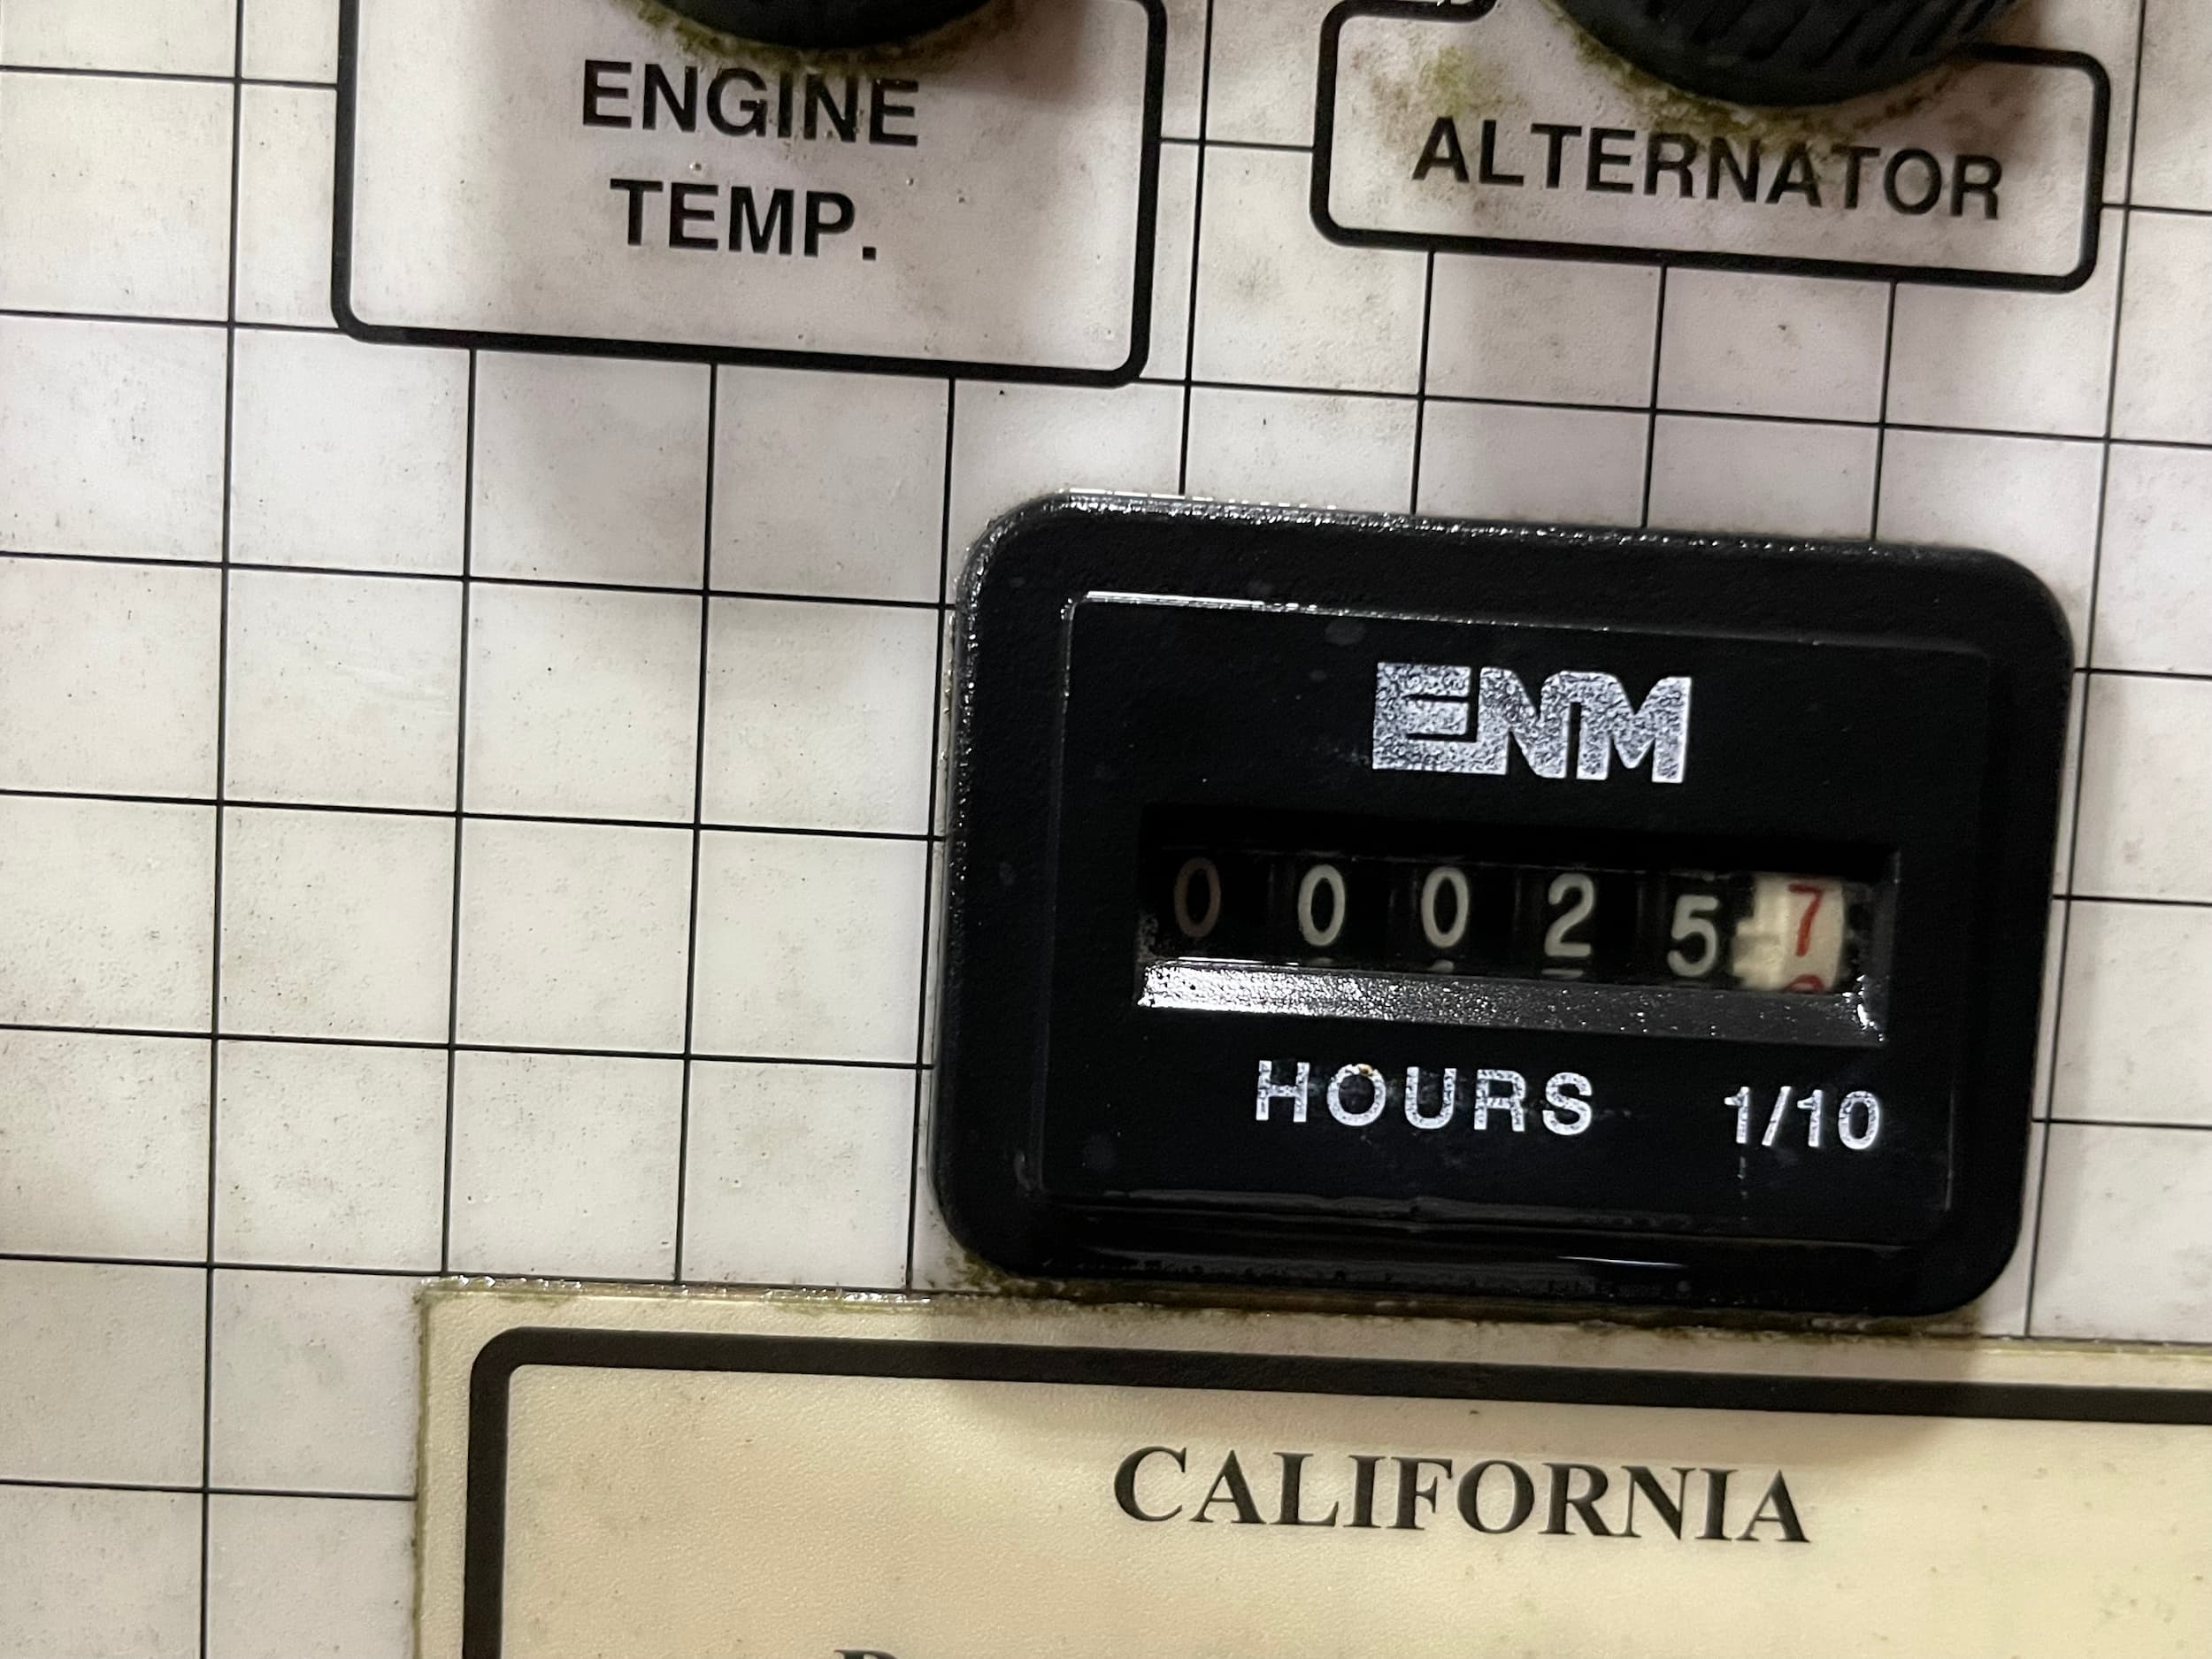 ENGINE
TEMP.
ALTERNATOR
ENM
0 0 0 2 5 7
HOURS 1/10
CALIFORNIA